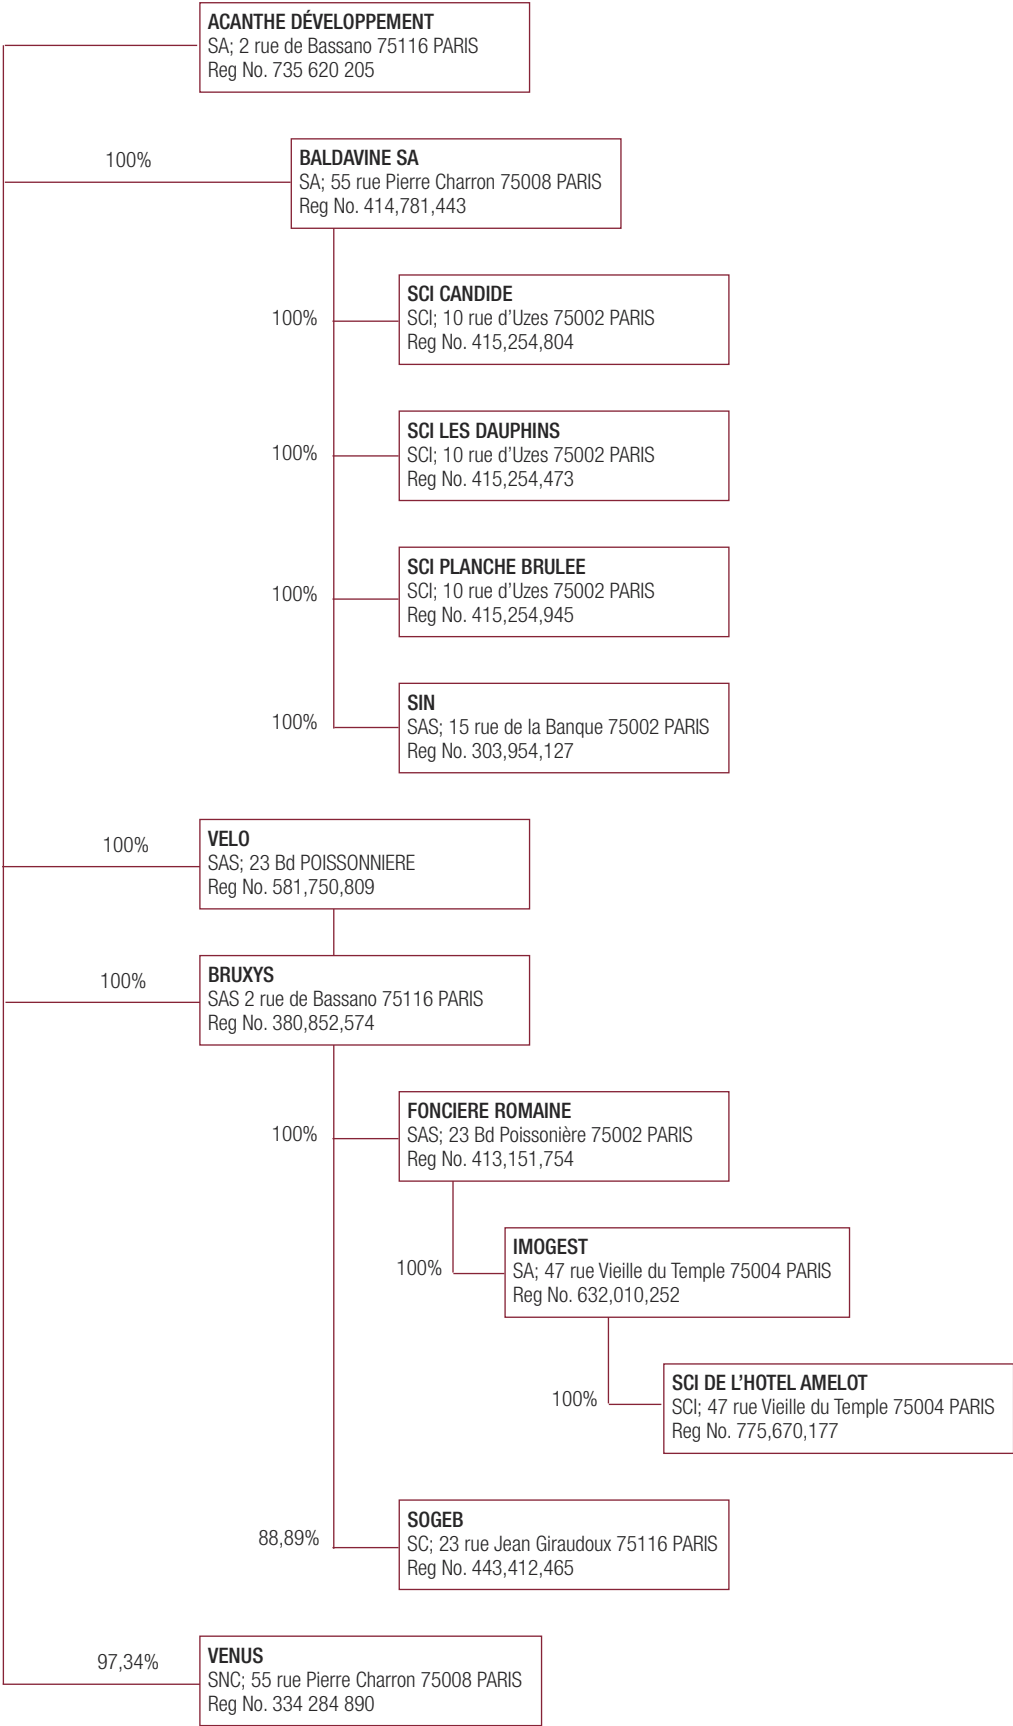 ACANTHE DÉVELOPPEMENT
SA; 2 rue de Bassano 75116 PARIS
Reg No. 735 620 205
100%
BALDAVINE SA
SA; 55 rue Pierre Charron 75008 PARIS
Reg No. 414,781,443
100%
SCI CANDIDE
SCI; 10 rue d'Uzes 75002 PARIS
Reg No. 415,254,804
100%
SCI LES DAUPHINS
SCI; 10 rue d'Uzes 75002 PARIS
Reg No. 415,254,473
100%
SCI PLANCHE BRULEE
SCI; 10 rue d'Uzes 75002 PARIS
Reg No. 415,254,945
100%
SIN
SAS; 15 rue de la Banque 75002 PARIS
Reg No. 303,954,127
100%
VELO
SAS; 23 Bd POISSONNIERE
Reg No. 581,750,809
100%
BRUXYS
SAS 2 rue de Bassano 75116 PARIS
Reg No. 380,852,574
100%
FONCIERE ROMAINE
SAS; 23 Bd Poissonière 75002 PARIS
Reg No. 413,151,754
100%
IMOGEST
SA; 47 rue Vieille du Temple 75004 PARIS
Reg No. 632,010,252
100%
SCI DE L'HOTEL AMELOT
SCI; 47 rue Vieille du Temple 75004 PARIS
Reg No. 775,670,177
88,89%
SOGEB
SC; 23 rue Jean Giraudoux 75116 PARIS
Reg No. 443,412,465
97,34%
VENUS
SNC; 55 rue Pierre Charron 75008 PARIS
Reg No. 334 284 890